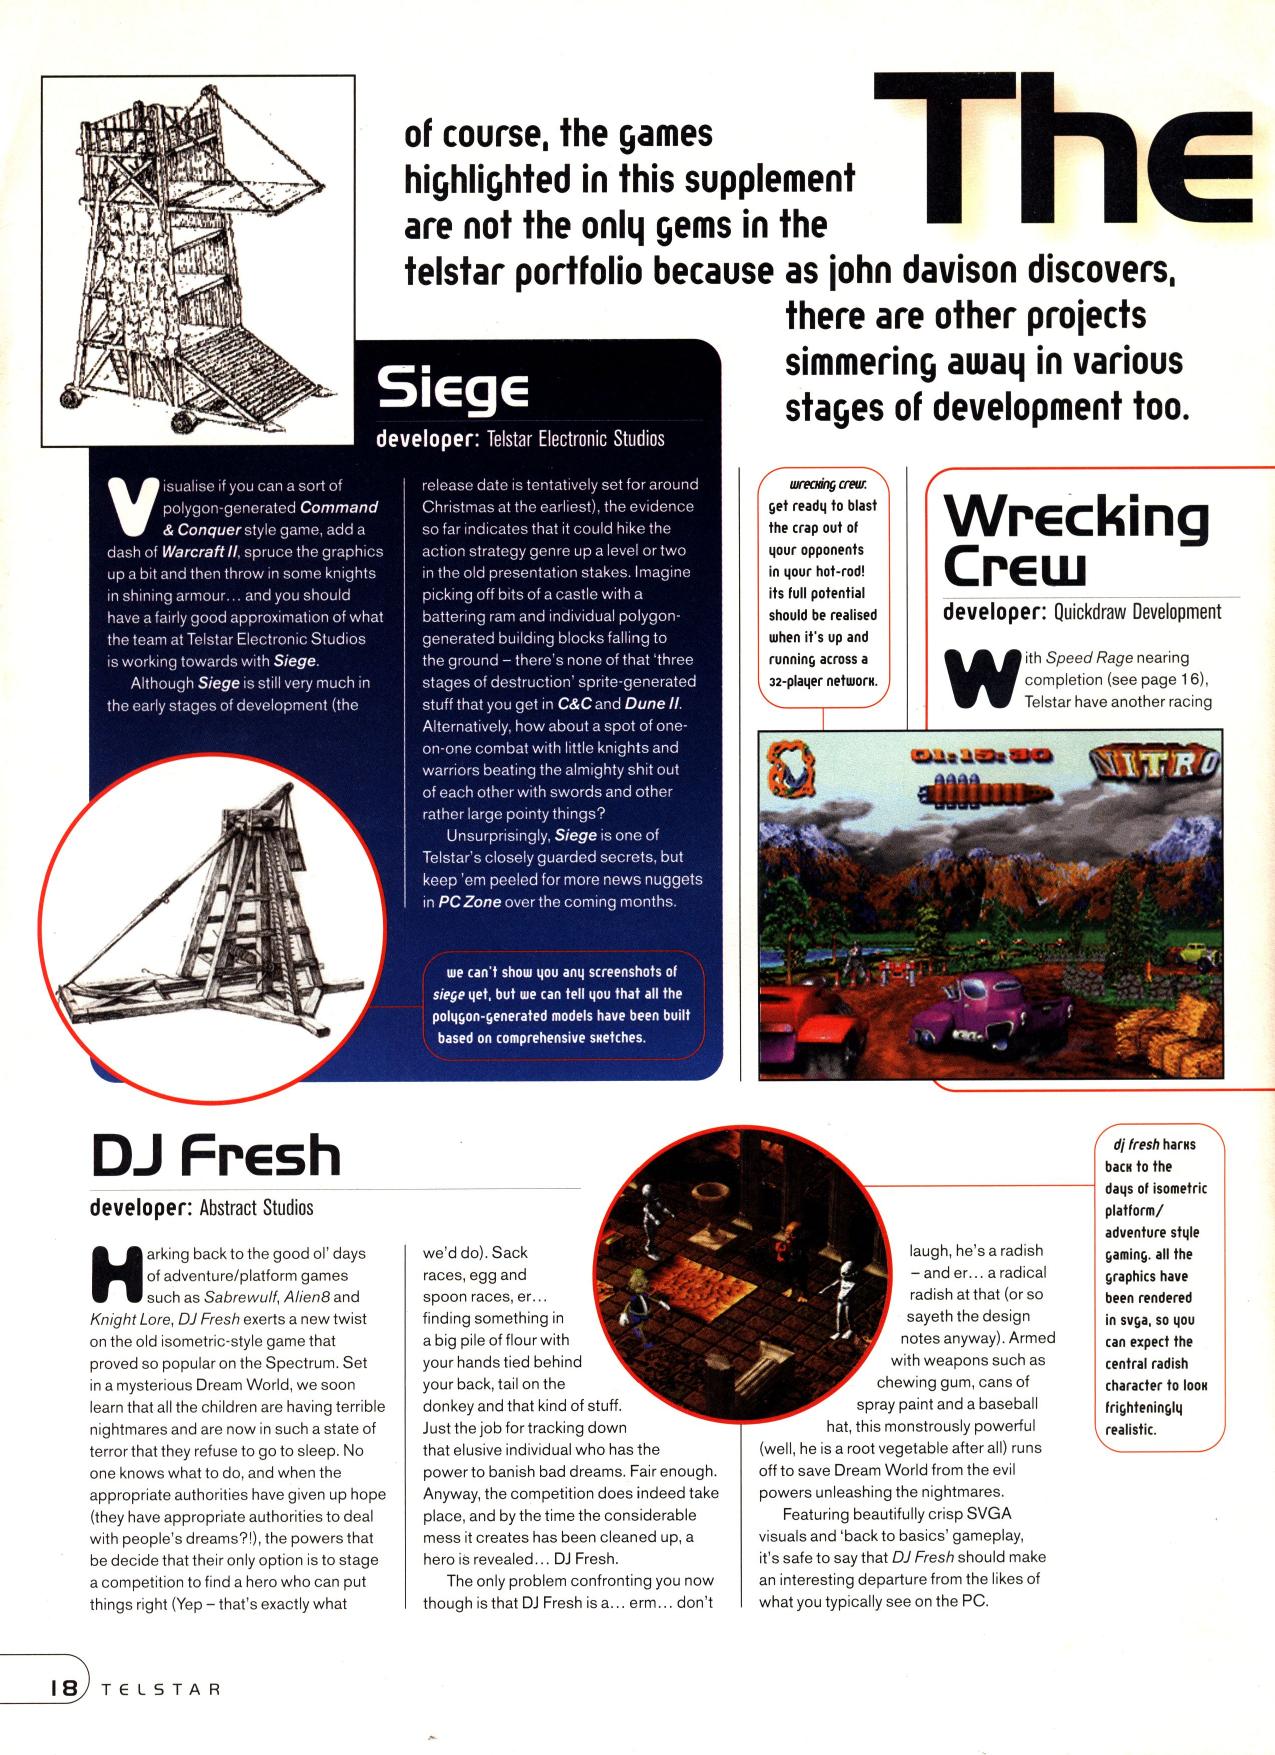 The
of course, the games
highlighted in this supplement
are not the only gems in the
telstar portfolio because as john davison discovers,
there are other projects
simmering away in various
stages of development too.
Siege
developer: Telstar Electronic Studios
Visualise if you can a sort of
polygon-generated Command
& Conquer style game, add a
dash of Warcraft II, spruce the graphics
up a bit and then throw in some knights
in shining armour... and you should
have a fairly good approximation of what
the team at Telstar Electronic Studios
is working towards with Siege.
Although Siege is still very much in
the early stages of development (the
release date is tentatively set for around
Christmas at the earliest), the evidence
so far indicates that it could hike the
action strategy genre up a level or two
in the old presentation stakes. Imagine
picking off bits of a castle with a
battering ram and individual polygon-
generated building blocks falling to
the ground – there's none of that 'three
stages of destruction' sprite-generated
stuff that you get in C&C and Dune II.
Alternatively, how about a spot of one-
on-one combat with little knights and
warriors beating the almighty shit out
of each other with swords and other
rather large pointy things?
Unsurprisingly, Siege is one of
Telstar's closely guarded secrets, but
keep 'em peeled for more news nuggets
in PC Zone over the coming months.
we can't show you any screenshots of
siege yet, but we can tell you that all the
polygon-generated models have been built
based on comprehensive sketches.
wrecking crew.
get ready to blast
the crap out of
your opponents
in your hot-rod!
its full potential
should be realised
when it's up and
running across a
32-player network.
Wrecking
Crew
developer: Quickdraw Development
With Speed Rage nearing
completion (see page 16),
Telstar have another racing
01:15:30
NITRO
DJ Fresh
developer: Abstract Studios
Harking back to the good ol' days
of adventure/platform games
such as Sabrewulf, Alien8 and
Knight Lore, DJ Fresh exerts a new twist
on the old isometric-style game that
proved so popular on the Spectrum. Set
in a mysterious Dream World, we soon
learn that all the children are having terrible
nightmares and are now in such a state of
terror that they refuse to go to sleep. No
one knows what to do, and when the
appropriate authorities have given up hope
(they have appropriate authorities to deal
with people's dreams?!), the powers that
be decide that their only option is to stage
a competition to find a hero who can put
things right (Yep – that's exactly what
we'd do). Sack
races, egg and
spoon races, er...
finding something in
a big pile of flour with
your hands tied behind
your back, tail on the
donkey and that kind of stuff.
Just the job for tracking down
that elusive individual who has the
power to banish bad dreams. Fair enough.
Anyway, the competition does indeed take
place, and by the time the considerable
mess it creates has been cleaned up, a
hero is revealed... DJ Fresh.
The only problem confronting you now
though is that DJ Fresh is a... erm... don't
laugh, he's a radish
– and er... a radical
radish at that (or so
sayeth the design
notes anyway). Armed
with weapons such as
chewing gum, cans of
spray paint and a baseball
hat, this monstrously powerful
(well, he is a root vegetable after all) runs
off to save Dream World from the evil
powers unleashing the nightmares.
Featuring beautifully crisp SVGA
visuals and 'back to basics' gameplay,
it's safe to say that DJ Fresh should make
an interesting departure from the likes of
what you typically see on the PC.
dj fresh harks
back to the
days of isometric
platform/
adventure style
gaming. all the
graphics have
been rendered
in svga, so you
can expect the
central radish
character to look
frighteningly
realistic.
18 TELSTAR